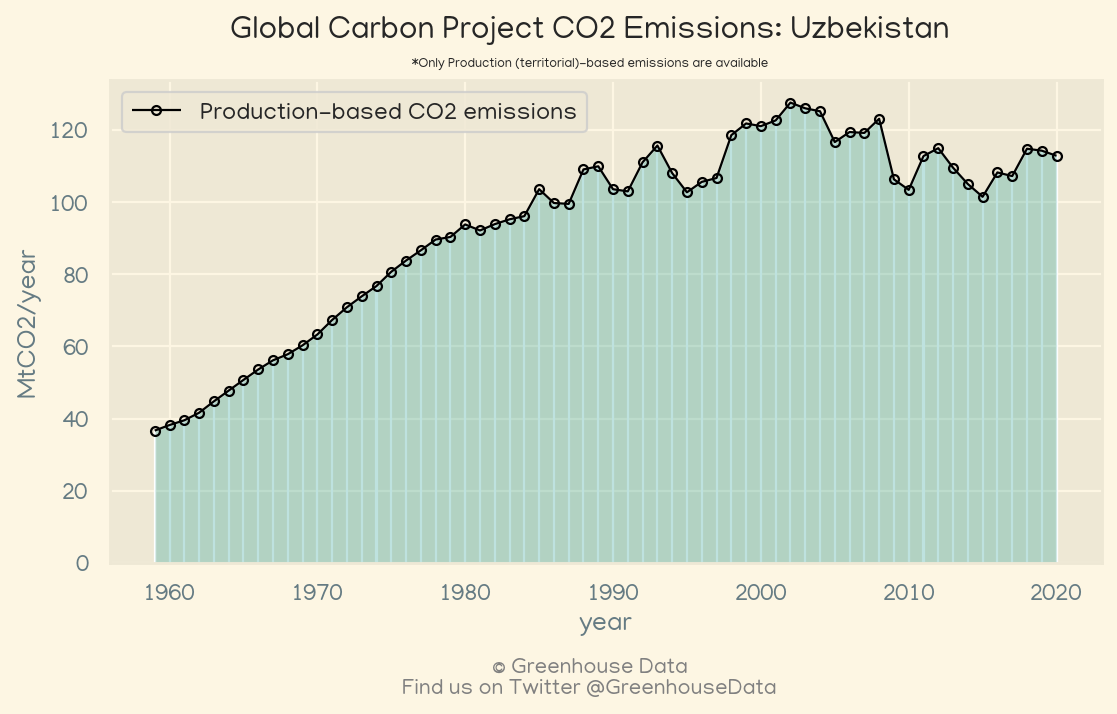 Global Carbon Project CO2 Emissions: Uzbekistan
*Only Production (territorial)-based emissions are available
Production-based CO2 emissions
120
100
80
60
40
20
0
MtCO2/year
1960 1970 1980 1990 2000 2010 2020
year
© Greenhouse Data
Find us on Twitter @GreenhouseData